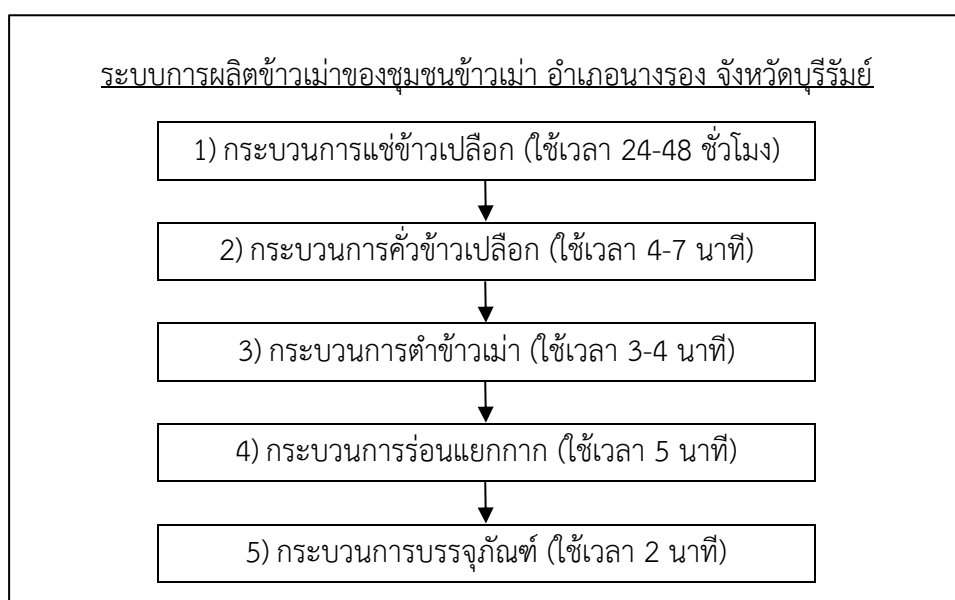 ระบบการผลิตข้าวเม่าของชุมชนข้าวเม่า อำเภอนางรอง จังหวัดบุรีรัมย์
1) กระบวนการแช่ข้าวเปลือก (ใช้เวลา 24-48 ชั่วโมง)
2) กระบวนการคั่วข้าวเปลือก (ใช้เวลา 4-7 นาที)
3) กระบวนการตำข้าวเม่า (ใช้เวลา 3-4 นาที)
4) กระบวนการร่อนแยกกาก (ใช้เวลา 5 นาที)
5) กระบวนการบรรจุภัณฑ์ (ใช้เวลา 2 นาที)